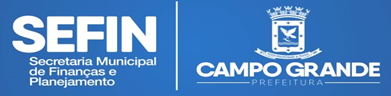 SEFIN
Secretaria Municipal
de Finanças e
Planejamento
CAMPO GRANDE
PREFEITURA